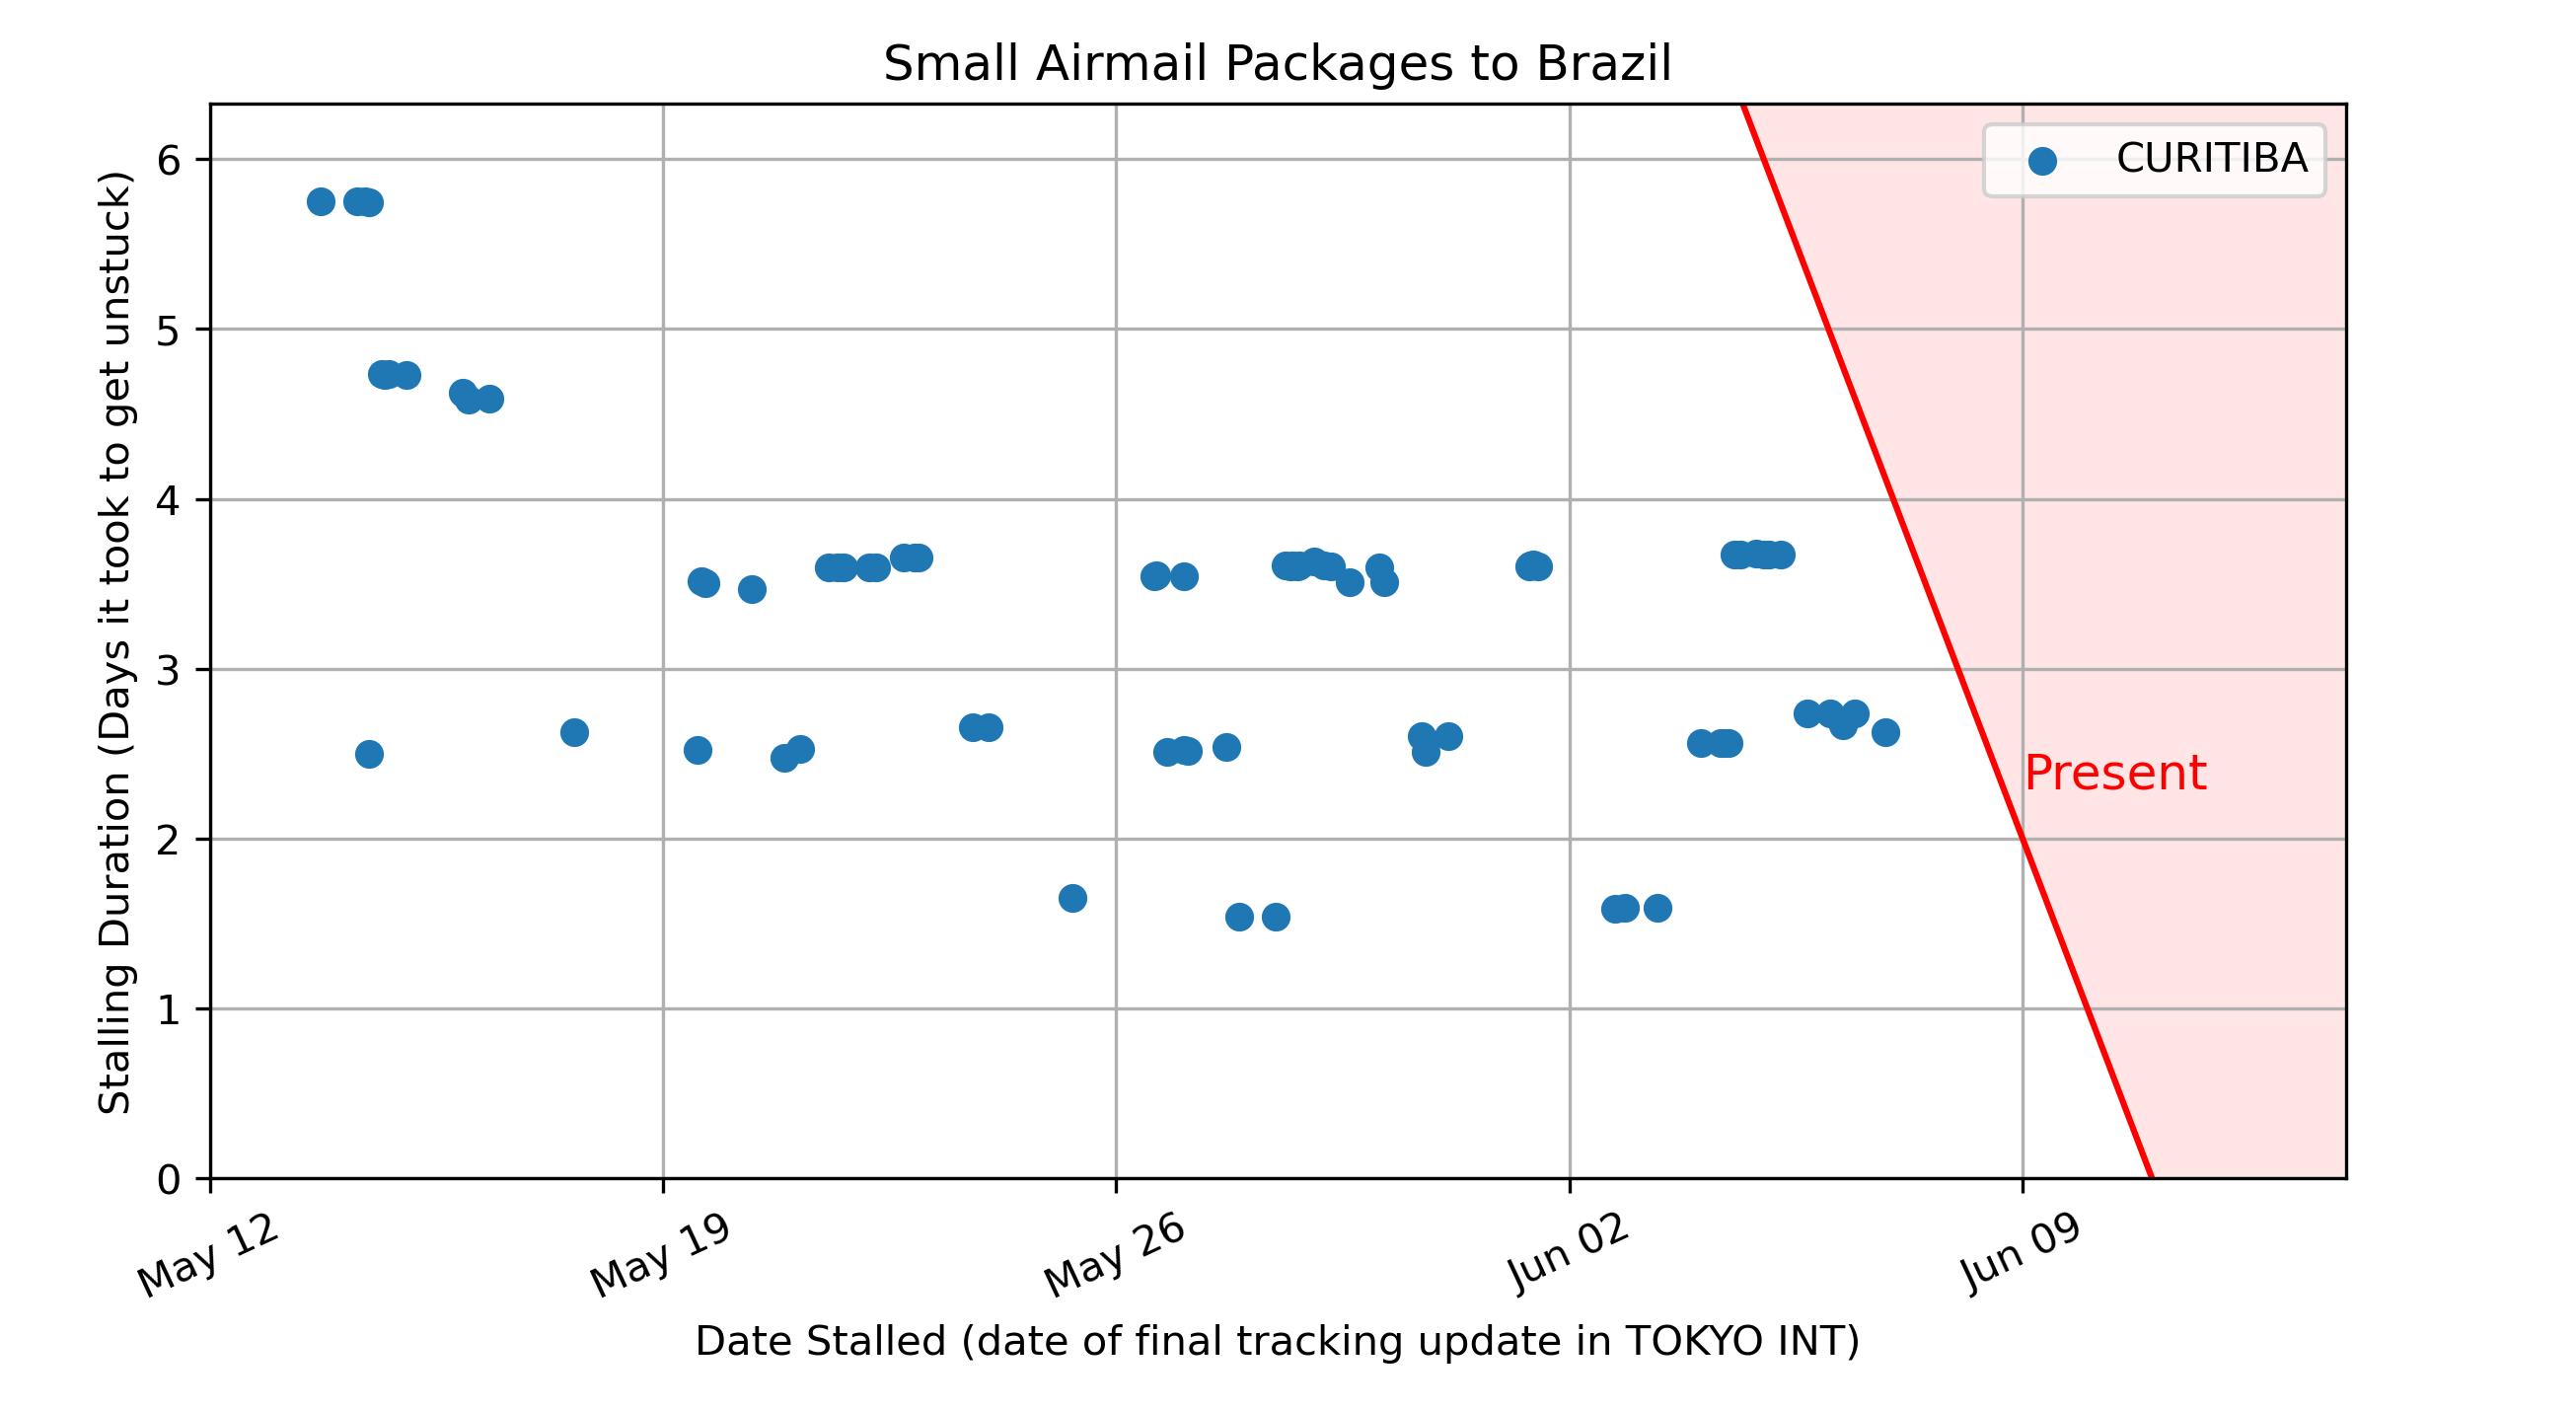 Small Airmail Packages to Brazil
CURITIBA
Stalling Duration (Days it took to get unstuck)
6
5
4
3
2
1
0
Present
May 12
May 19
May 26
Jun 02
Jun 09
Date Stalled (date of final tracking update in TOKYO INT)